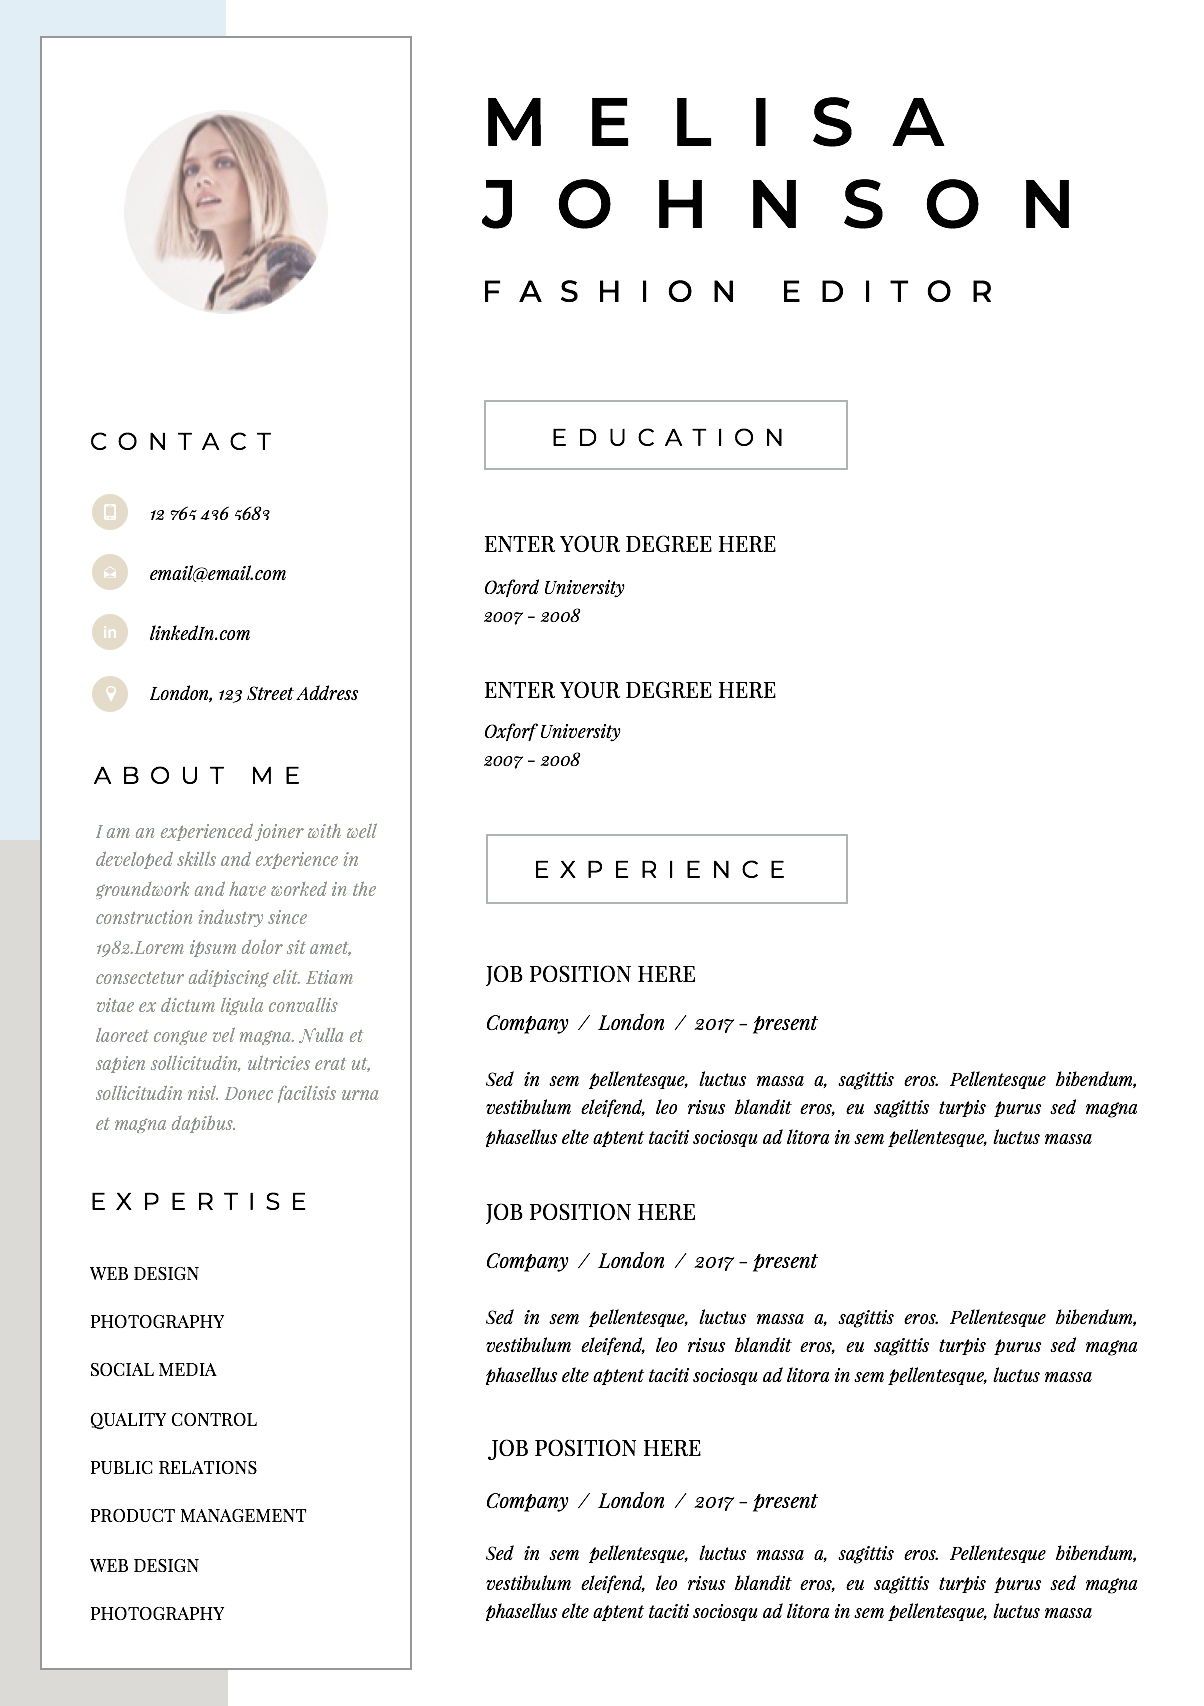 MELISA
JOHNSON
FASHION EDITOR
CONTACT
12 765 436 5683
email@email.com
in
linkedIn.com
London, 123 Street Address
ABOUT ME
I am an experienced joiner with well
developed skills and experience in
groundwork and have worked in the
construction industry since
1982.Lorem ipsum dolor sit amet,
consectetur adipiscing elit. Etiam
vitae ex dictum ligula convallis
laoreet congue vel magna. Nulla et
sapien sollicitudin, ultricies erat ut,
sollicitudin nisl. Donec facilisis urna
et magna dapibus.
EXPERTISE
WEB DESIGN
PHOTOGRAPHY
SOCIAL MEDIA
QUALITY CONTROL
PUBLIC RELATIONS
PRODUCT MANAGEMENT
WEB DESIGN
PHOTOGRAPHY
EDUCATION
ENTER YOUR DEGREE HERE
Oxford University
2007 - 2008
ENTER YOUR DEGREE HERE
Oxforf University
2007 - 2008
EXPERIENCE
JOB POSITION HERE
Company / London / 2017 - present
Sed in sem pellentesque, luctus massa a, sagittis eros. Pellentesque bibendum,
vestibulum eleifend, leo risus blandit eros, eu sagittis turpis purus sed magna
phasellus elte aptent taciti sociosqu ad litora in sem pellentesque, luctus massa
JOB POSITION HERE
Company / London / 2017 - present
Sed in sem pellentesque, luctus massa a, sagittis eros. Pellentesque bibendum,
vestibulum eleifend, leo risus blandit eros, eu sagittis turpis purus sed magna
phasellus elte aptent taciti sociosqu ad litora in sem pellentesque, luctus massa
JOB POSITION HERE
Company / London / 2017 - present
Sed in sem pellentesque, luctus massa a, sagittis eros. Pellentesque bibendum,
vestibulum eleifend, leo risus blandit eros, eu sagittis turpis purus sed magna
phasellus elte aptent taciti sociosqu ad litora in sem pellentesque, luctus massa